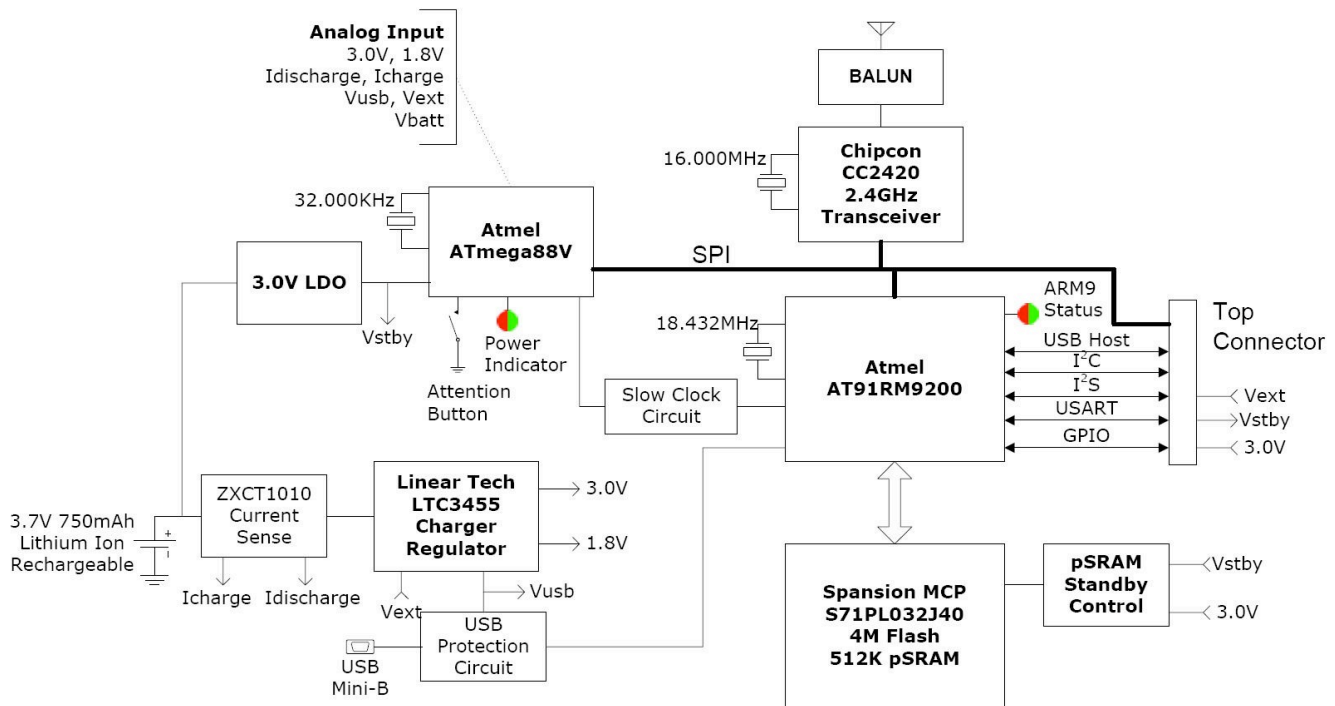 Analog Input
3.0V, 1.8V
Idischarge, Icharge
Vusb, Vext
Vbatt
BALUN
16.000MHz
Chipcon
CC2420
2.4GHz
Transceiver
32.000KHz
Atmel
ATmega88V
SPI
3.0V LDO
Vstby
Power
Indicator
Attention
Button
18.432MHz
Slow Clock
Circuit
Atmel
AT91RM9200
ARM9
Status
USB Host
I²C
I²S
USART
GPIO
Top
Connector
Vext
Vstby
3.0V
3.7V 750mAh
Lithium Ion
Rechargeable
+
ZXCT1010
Current
Sense
Icharge
Idischarge
Linear Tech
LTC3455
Charger
Regulator
3.0V
1.8V
Vext
Vusb
USB
Protection
Circuit
USB
Mini-B
Spansion MCP
S71PL032J40
4M Flash
512K pSRAM
pSRAM
Standby
Control
Vstby
3.0V